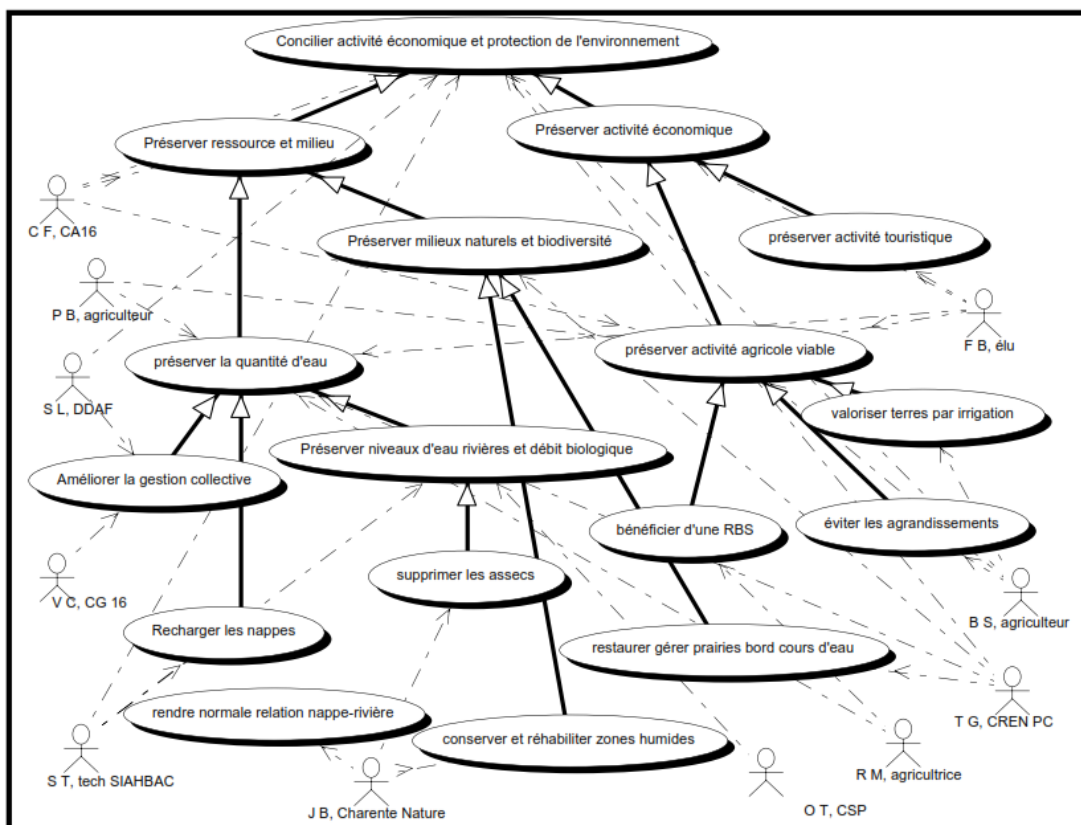 Concilier activité économique et protection de l'environnement
Préserver ressource et milieu
Préserver activité économique
C F, CA16
Préserver milieux naturels et biodiversité
préserver activité touristique
P B, agriculteur
F B, élu
préserver la quantité d'eau
préserver activité agricole viable
S L, DDAF
valoriser terres par irrigation
Préserver niveaux d'eau rivières et débit biologique
Améliorer la gestion collective
bénéficier d'une RBS
éviter les agrandissements
supprimer les assecs
V C, CG 16
B S, agriculteur
Recharger les nappes
restaurer gérer prairies bord cours d'eau
rendre normale relation nappe-rivière
T G, CREN PC
conserver et réhabiliter zones humides
S T, tech SIAHBAC
R M, agricultrice
J B, Charente Nature
O T, CSP